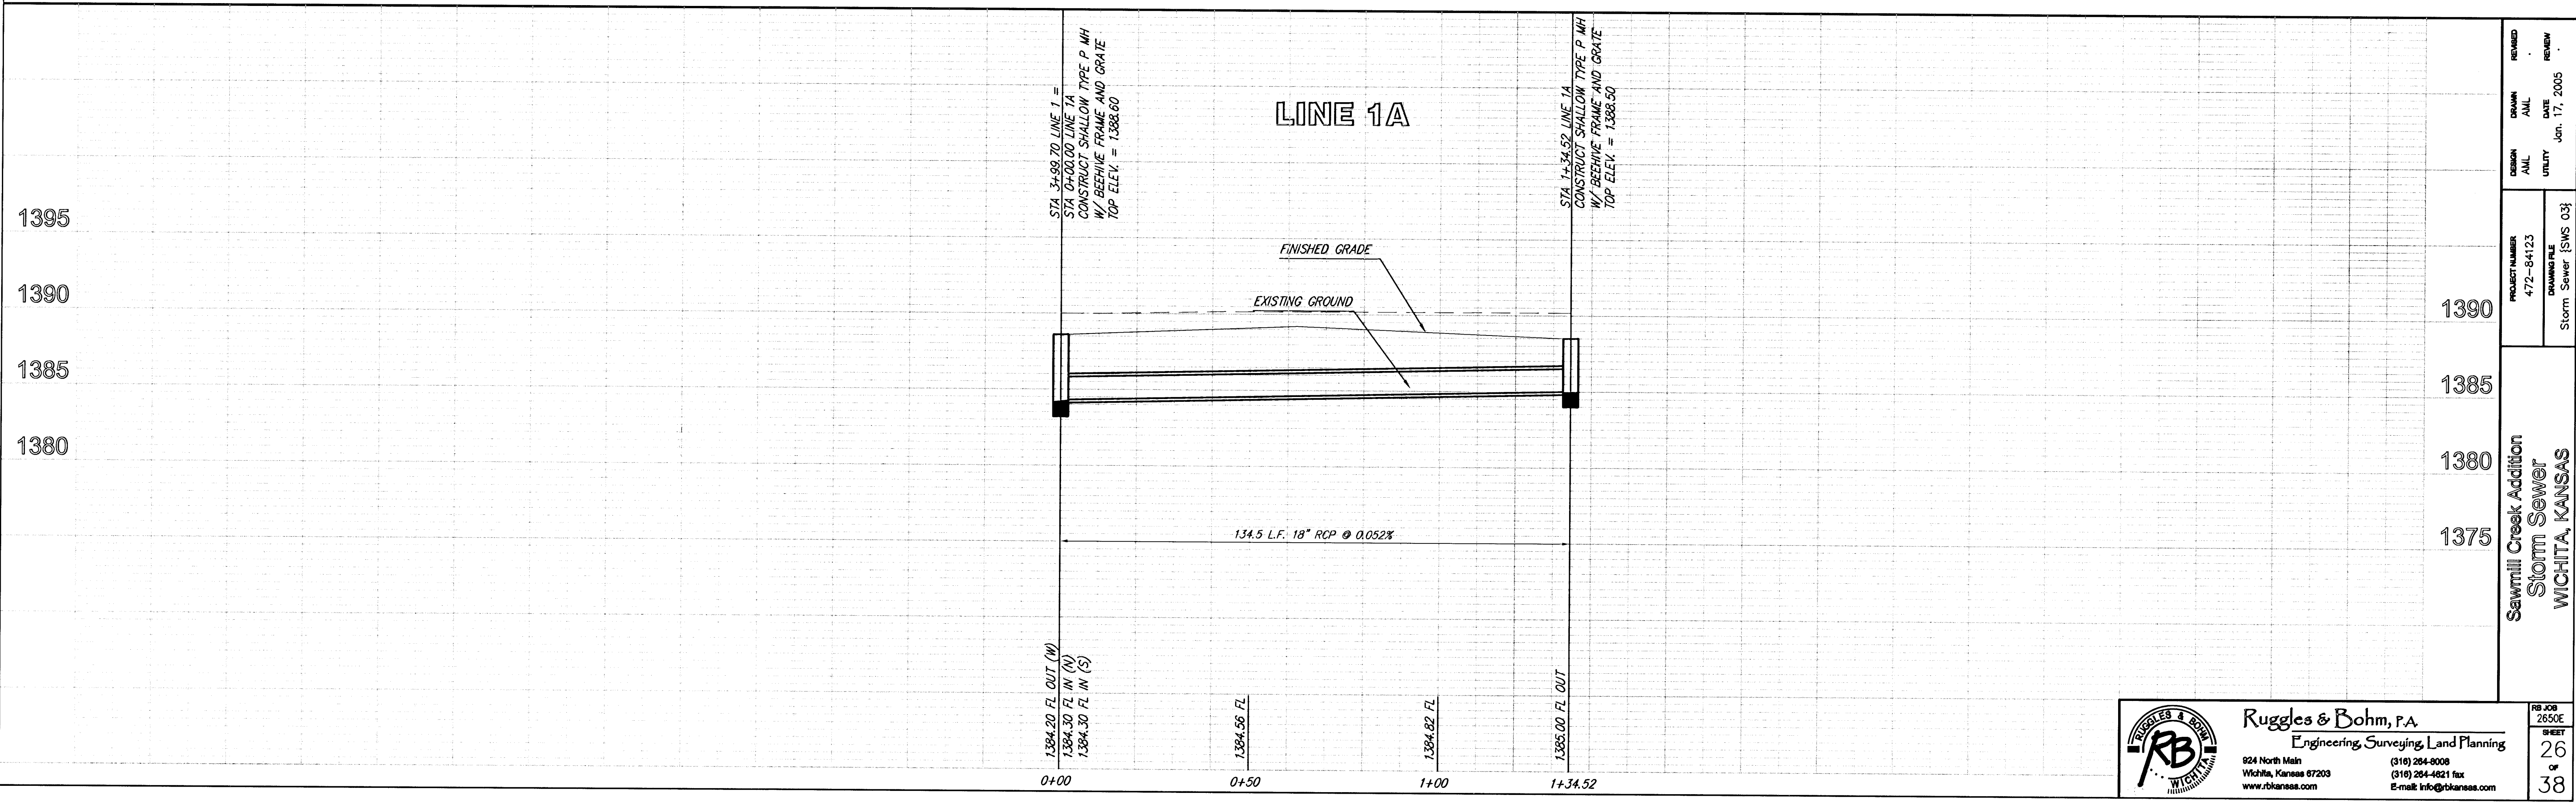 STA 3+99.70 LINE 1 =
STA 0+00.00 LINE 1A
CONSTRUCT SHALLOW TYPE P MH
W/ BEEHIVE FRAME AND GRATE
TOP ELEV. = 1388.60
LINE 1A
STA 1+34.52 LINE 1A
CONSTRUCT SHALLOW TYPE P MH
W/ BEEHIVE FRAME AND GRATE
TOP ELEV. = 1388.50
1395
1390
1385
1380
FINISHED GRADE
EXISTING GROUND
1390
1385
1380
1375
134.5 L.F. 18" RCP @ 0.052%
1384.20 FL OUT (W)
1384.30 FL IN (N)
1384.30 FL IN (S)
1384.56 FL
1384.82 FL
1385.00 FL OUT
0+00
0+50
1+00
1+34.52
DESIGN
AML
DRAWN
AML
REVISED
.
UTILITY
DATE
Jan. 17, 2005
REVIEW
.
PROJECT NUMBER
472-84123
DRAWING FILE
Storm Sewer {SWS 03}
Sawmill Creek Addition
Storm Sewer
WICHITA, KANSAS
RUGGLES & BOHM
RB
WICHITA
Ruggles & Bohm, P.A.
Engineering, Surveying, Land Planning
924 North Main
Wichita, Kansas 67203
www.rbkansas.com
(316) 264-8008
(316) 264-4621 fax
E-mail: info@rbkansas.com
RB JOB
2650E
SHEET
26
OF
38